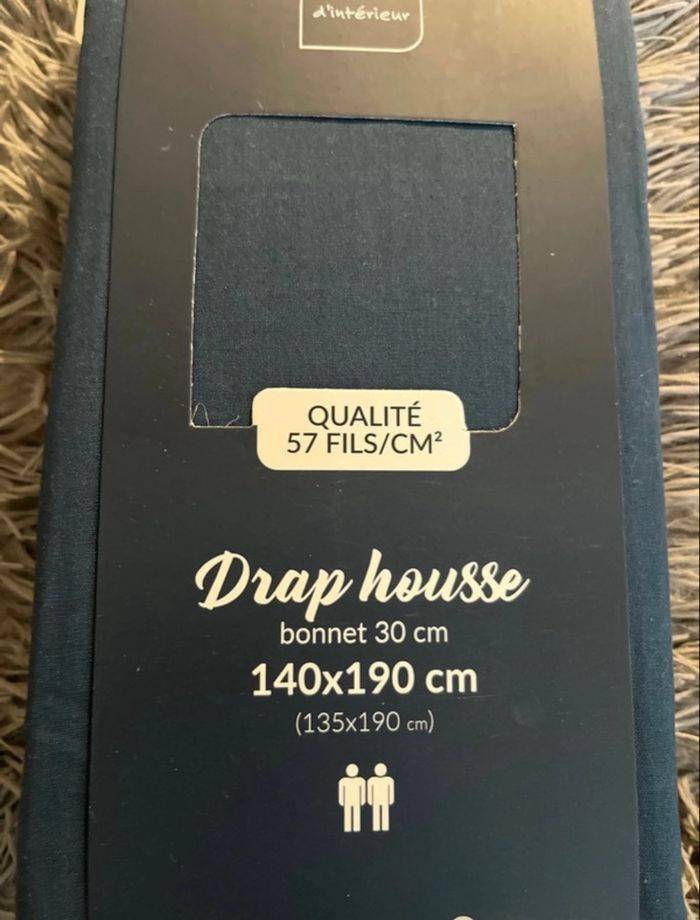 d'intérieur
QUALITÉ
57 FILS/CM²
Drap housse
bonnet 30 cm
140x190 cm
(135x190 cm)